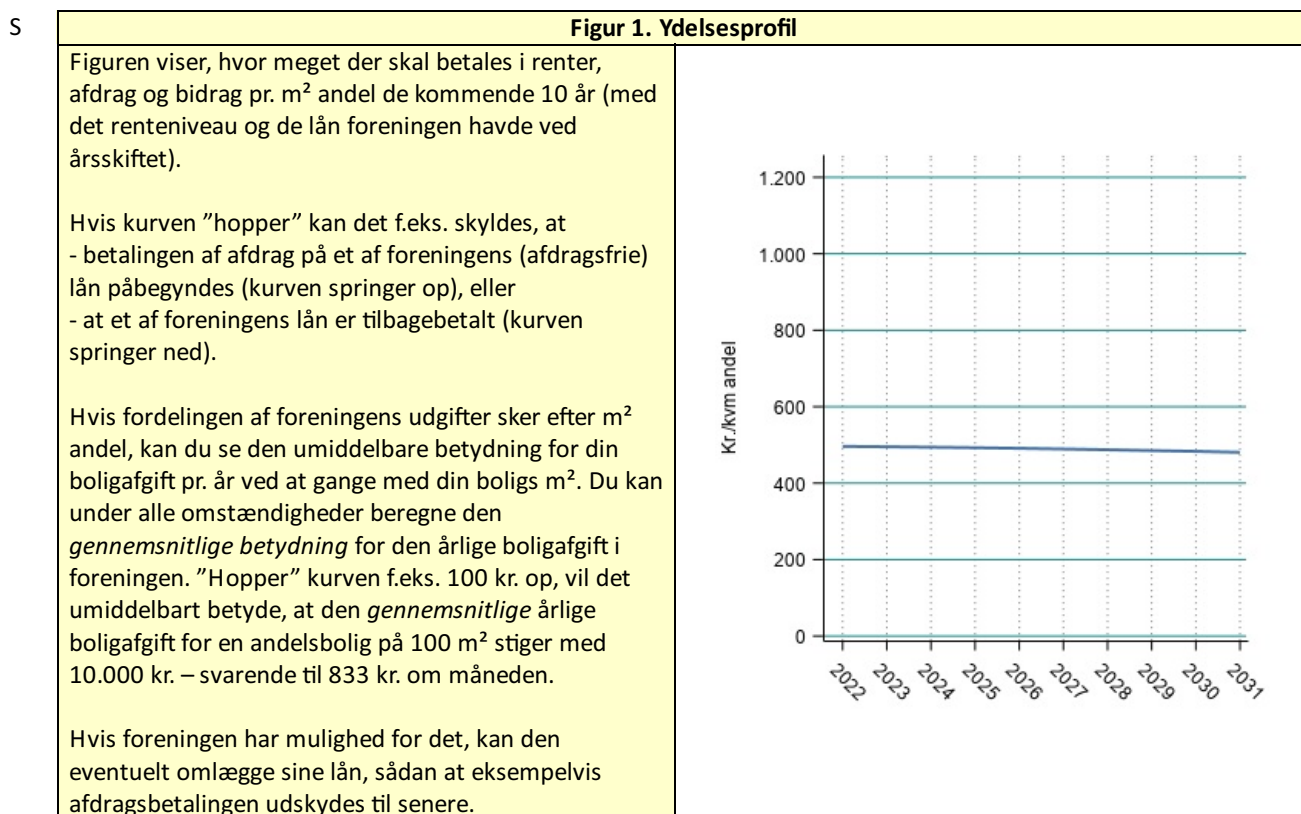 S
Figur 1. Ydelsesprofil
Figuren viser, hvor meget der skal betales i renter,
afdrag og bidrag pr. m² andel de kommende 10 år (med
det renteniveau og de lån foreningen havde ved
årsskiftet).
Hvis kurven ”hopper” kan det f.eks. skyldes, at
- betalingen af afdrag på et af foreningens (afdragsfrie)
lån påbegyndes (kurven springer op), eller
- at et af foreningens lån er tilbagebetalt (kurven
springer ned).
Hvis fordelingen af foreningens udgifter sker efter m²
andel, kan du se den umiddelbare betydning for din
boligafgift pr. år ved at gange med din boligs m². Du kan
under alle omstændigheder beregne den
gennemsnitlige betydning for den årlige boligafgift i
foreningen. ”Hopper” kurven f.eks. 100 kr. op, vil det
umiddelbart betyde, at den gennemsnitlige årlige
boligafgift for en andelsbolig på 100 m² stiger med
10.000 kr. – svarende til 833 kr. om måneden.
Hvis foreningen har mulighed for det, kan den
eventuelt omlægge sine lån, sådan at eksempelvis
afdragsbetalingen udskydes til senere.
Kr./kvm andel
1.200
1.000
800
600
400
200
0
2022
2023
2024
2025
2026
2027
2028
2029
2030
2031